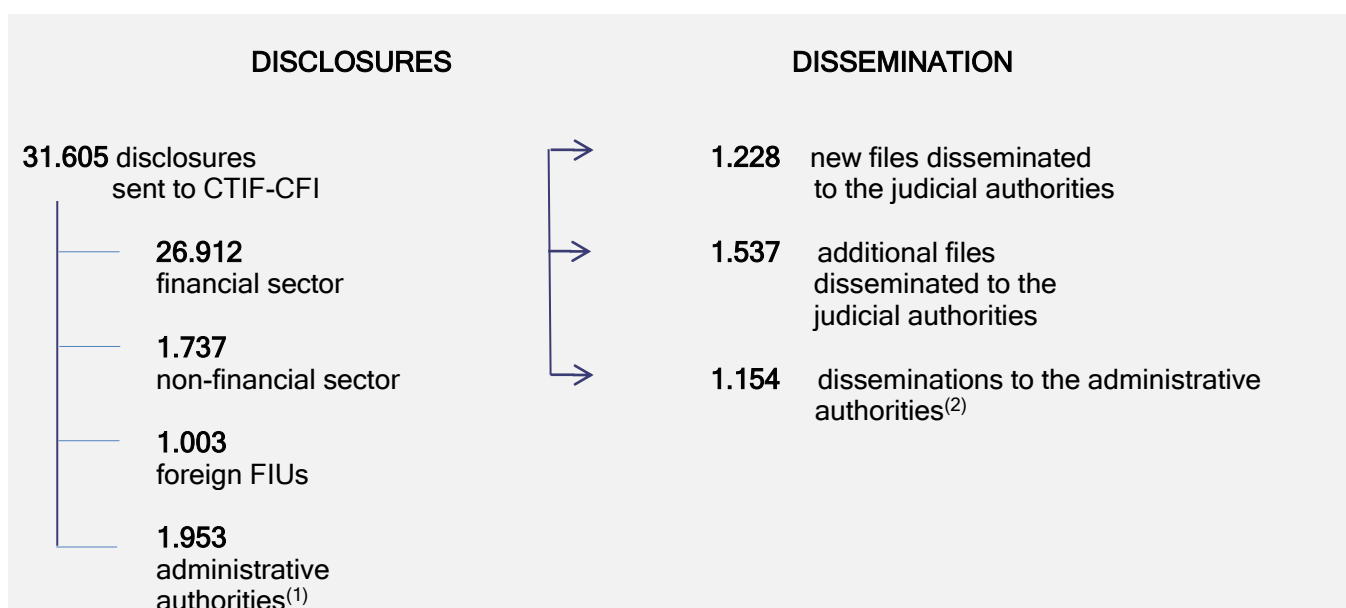 DISCLOSURES
31.605 disclosures
sent to CTIF-CFI
26.912
financial sector
1.737
non-financial sector
1.003
foreign FIUs
1.953
administrative
authorities(1)
DISSEMINATION
1.228 new files disseminated
to the judicial authorities
1.537 additional files
disseminated to the
judicial authorities
1.154 disseminations to the administrative
authorities(2)